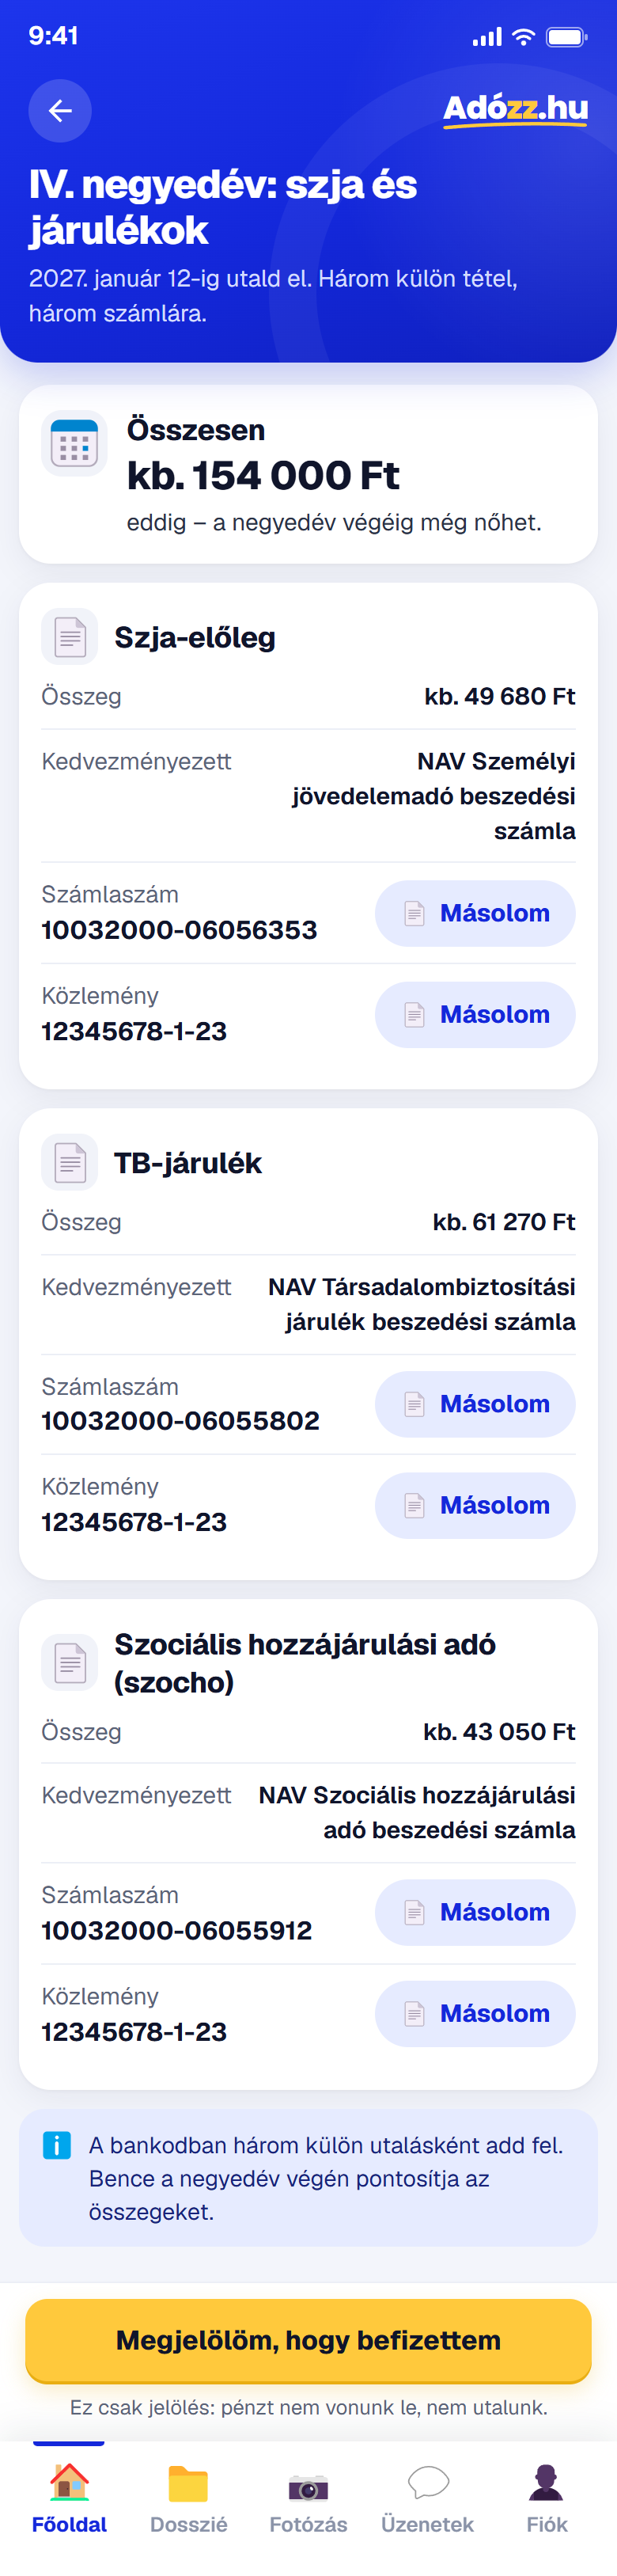 9:41
Adózz.hu
IV. negyedév: szja és
járulékok
2027. január 12-ig utald el. Három külön tétel,
három számlára.
Összesen
kb. 154 000 Ft
eddig – a negyedév végéig még nőhet.
Szja-előleg
Összeg kb. 49 680 Ft
Kedvezményezett NAV Személyi
jövedelemadó beszedési
számla
Számlaszám
10032000-06056353
Másolom
Közlemény
12345678-1-23
Másolom
TB-járulék
Összeg kb. 61 270 Ft
Kedvezményezett NAV Társadalombiztosítási
járulék beszedési számla
Számlaszám
10032000-06055802
Másolom
Közlemény
12345678-1-23
Másolom
Szociális hozzájárulási adó
(szocho)
Összeg kb. 43 050 Ft
Kedvezményezett NAV Szociális hozzájárulási
adó beszedési számla
Számlaszám
10032000-06055912
Másolom
Közlemény
12345678-1-23
Másolom
A bankodban három külön utalásként add fel.
Bence a negyedév végén pontosítja az
összegeket.
Megjelölöm, hogy befizettem
Ez csak jelölés: pénzt nem vonunk le, nem utalunk.
Főoldal Dosszié Fotózás Üzenetek Fiók